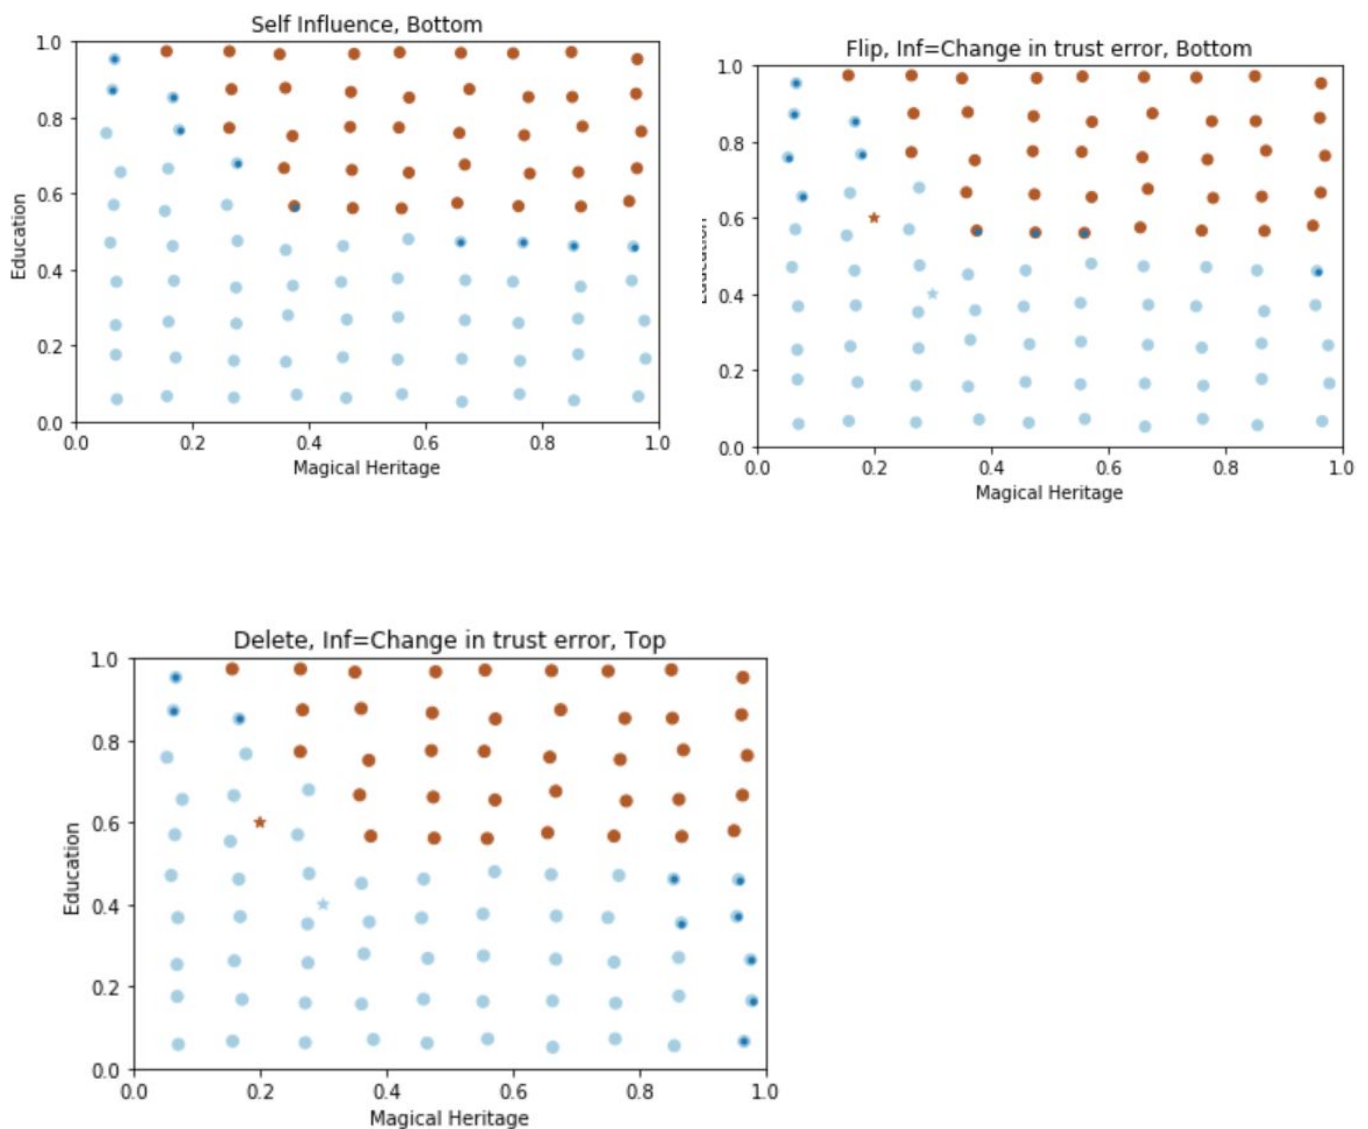 Self Influence, Bottom
1.0
0.8
0.6
0.4
0.2
0.0
Education
0.0 0.2 0.4 0.6 0.8 1.0
Magical Heritage
Flip, Inf=Change in trust error, Bottom
1.0
0.8
0.6
0.4
0.2
0.0
0.0 0.2 0.4 0.6 0.8 1.0
Magical Heritage
Delete, Inf=Change in trust error, Top
1.0
0.8
0.6
0.4
0.2
0.0
Education
0.0 0.2 0.4 0.6 0.8 1.0
Magical Heritage